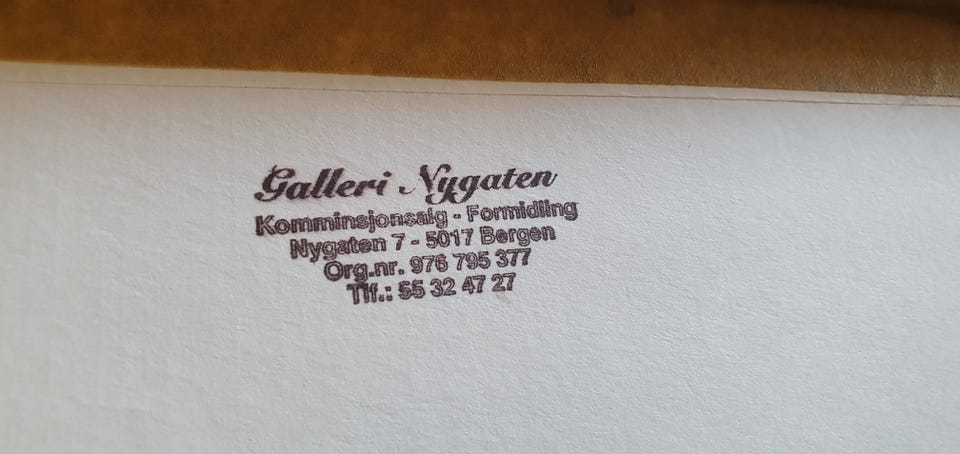 Galleri Nygaten
Komminsjonsalg - Formidling
Nygaten 7 - 5017 Bergen
Org.nr. 976 795 377
Tlf.: 55 32 47 27